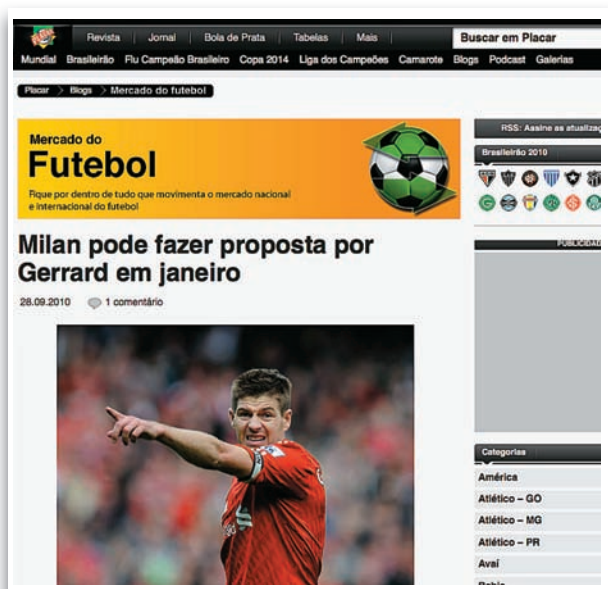 Revista Jornal Bola de Prata Tabelas Mais Buscar em Placar
Mundial Brasileirão Flu Campeão Brasileiro Copa 2014 Liga dos Campeões Camarote Blogs Podcast Galerias
Placar Blogs Mercado do futebol
Mercado do
Futebol
Fique por dentro de tudo que movimenta o mercado nacional
e internacional do futebol
Milan pode fazer proposta por
Gerrard em janeiro
28.09.2010 1 comentário
RSS: Assine as atualizaç
Brasileirão 2010
PUBLICIDAD
Categorias
América
Atlético – GO
Atlético – MG
Atlético – PR
Avaí